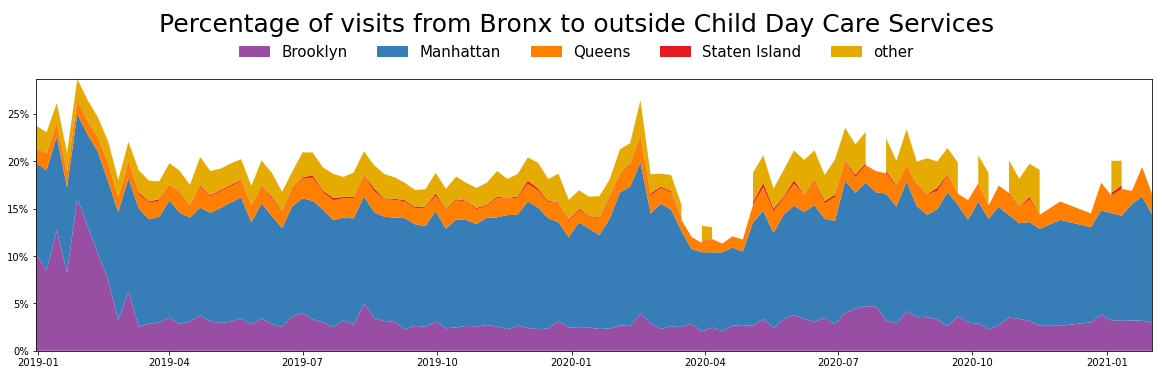 Percentage of visits from Bronx to outside Child Day Care Services
Brooklyn Manhattan Queens Staten Island other
25%
20%
15%
10%
5%
0%
2019-01 2019-04 2019-07 2019-10 2020-01 2020-04 2020-07 2020-10 2021-01